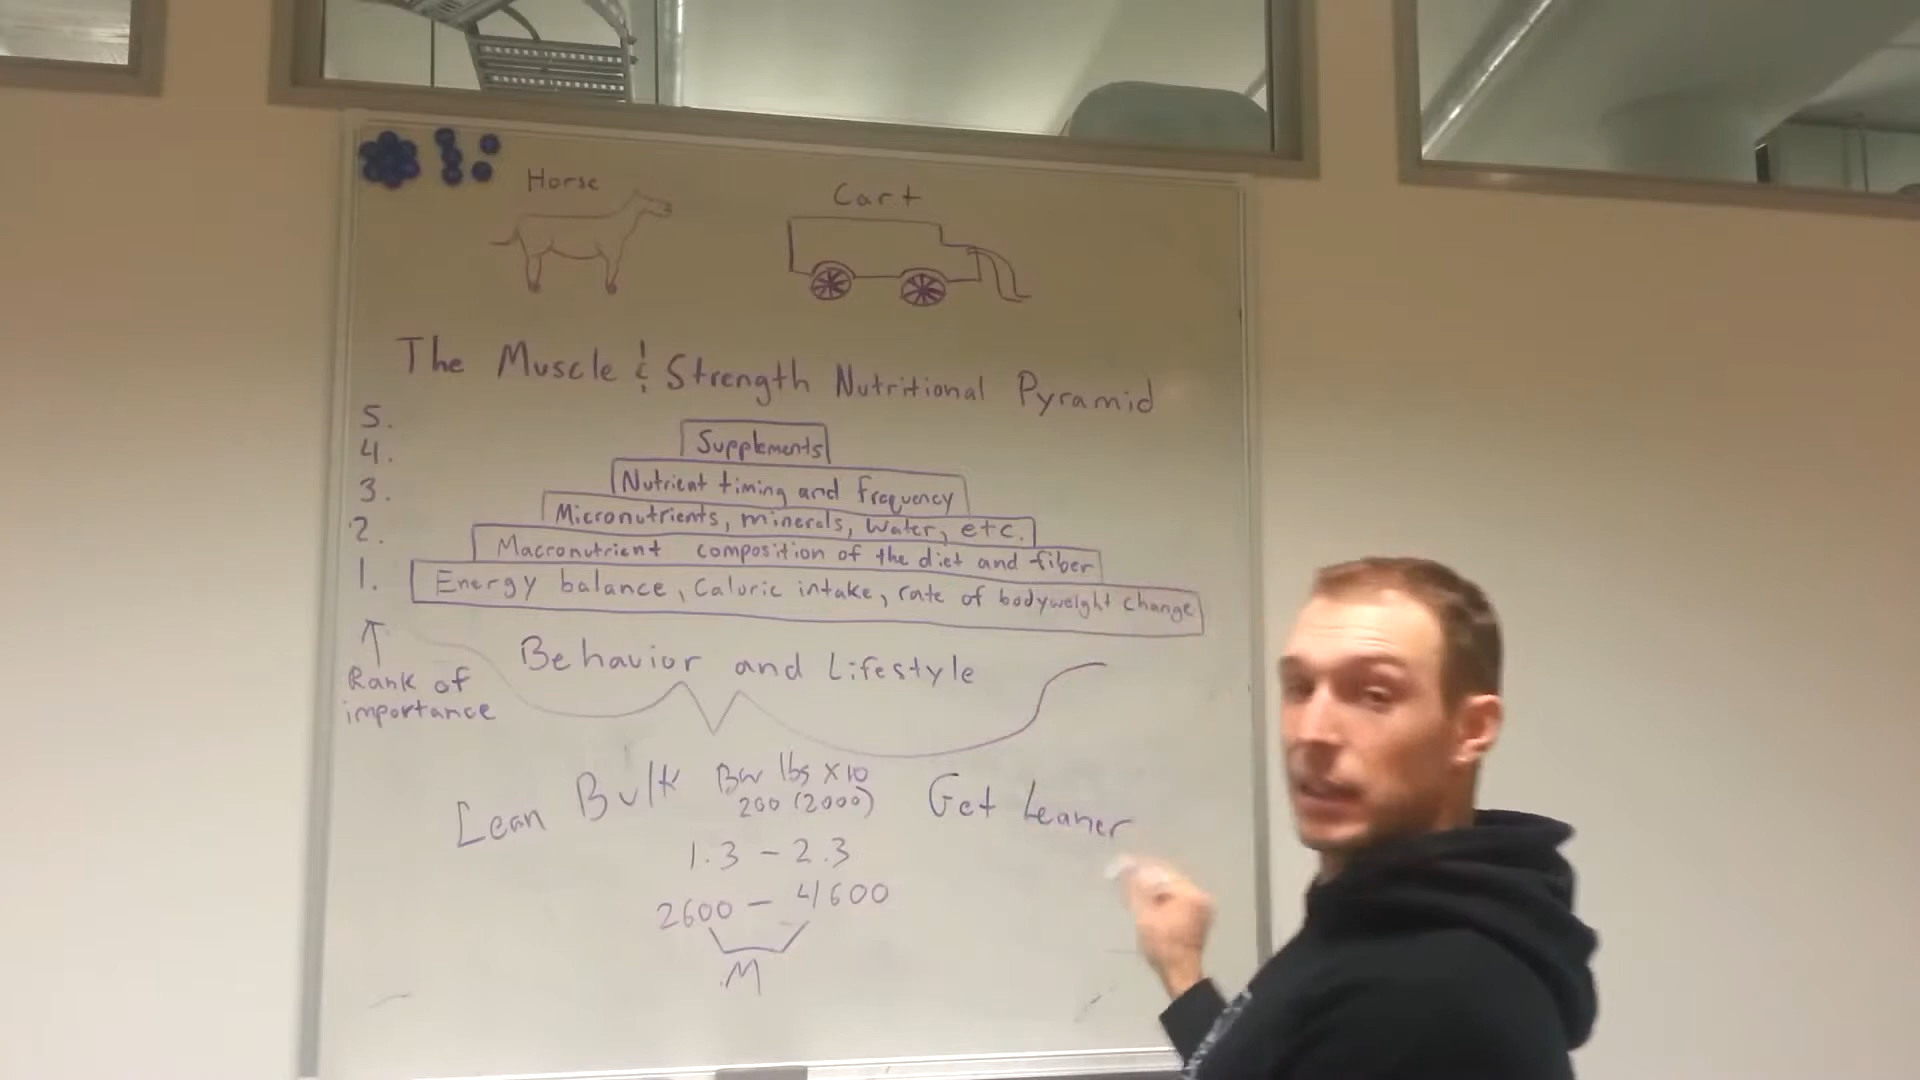 Horse
Cart
The Muscle & Strength Nutritional Pyramid
5.
Supplements
4.
Nutrient timing and frequency
3.
Micronutrients, minerals, water, etc.
2.
Macronutrient composition of the diet and fiber
1.
Energy balance, Caloric intake, rate of bodyweight change
Rank of
importance
Behavior and Lifestyle
Lean Bulk
BW lbs x10
200 (2000)
Get Leaner
1.3 - 2.3
2600 - 4600
M